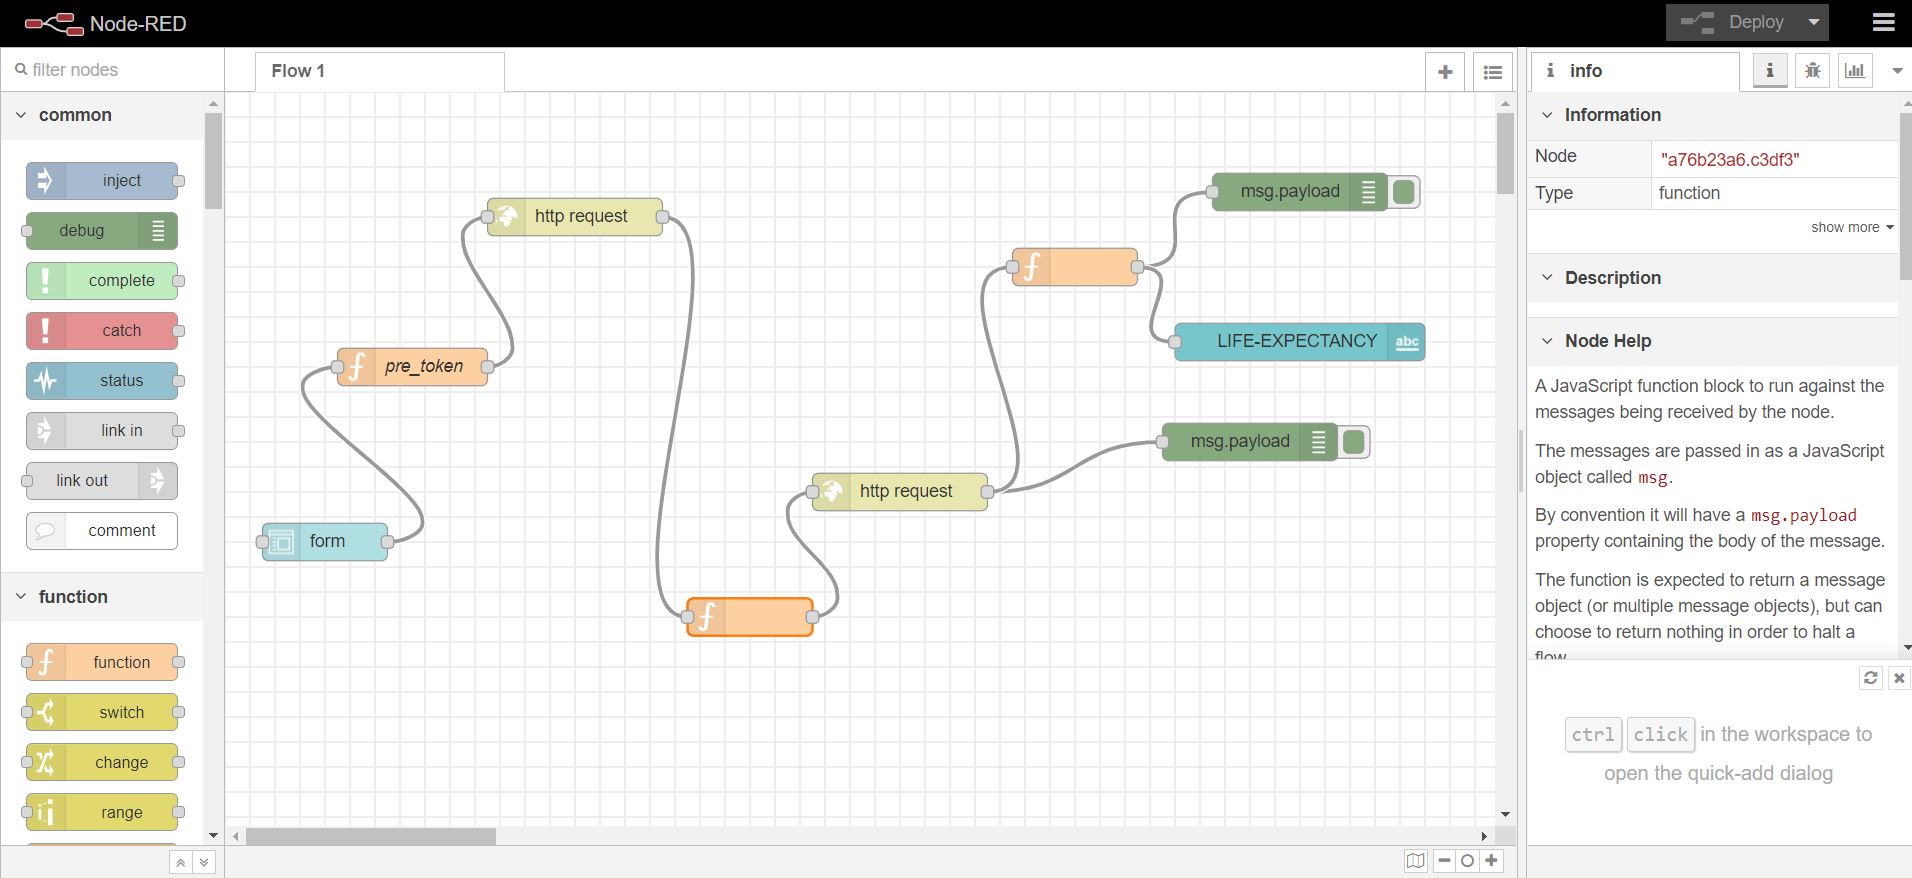 Node-RED
Deploy
filter nodes
Flow 1
info
common
inject
debug
complete
catch
status
link in
link out
comment
function
function
switch
change
range
http request
pre_token
form
http request
msg.payload
LIFE-EXPECTANCY
abc
msg.payload
Information
Node
"a76b23a6.c3df3"
Type
function
show more
Description
Node Help
A JavaScript function block to run against the
messages being received by the node.
The messages are passed in as a JavaScript
object called msg.
By convention it will have a msg.payload
property containing the body of the message.
The function is expected to return a message
object (or multiple message objects), but can
choose to return nothing in order to halt a
flow
ctrl click in the workspace to
open the quick-add dialog